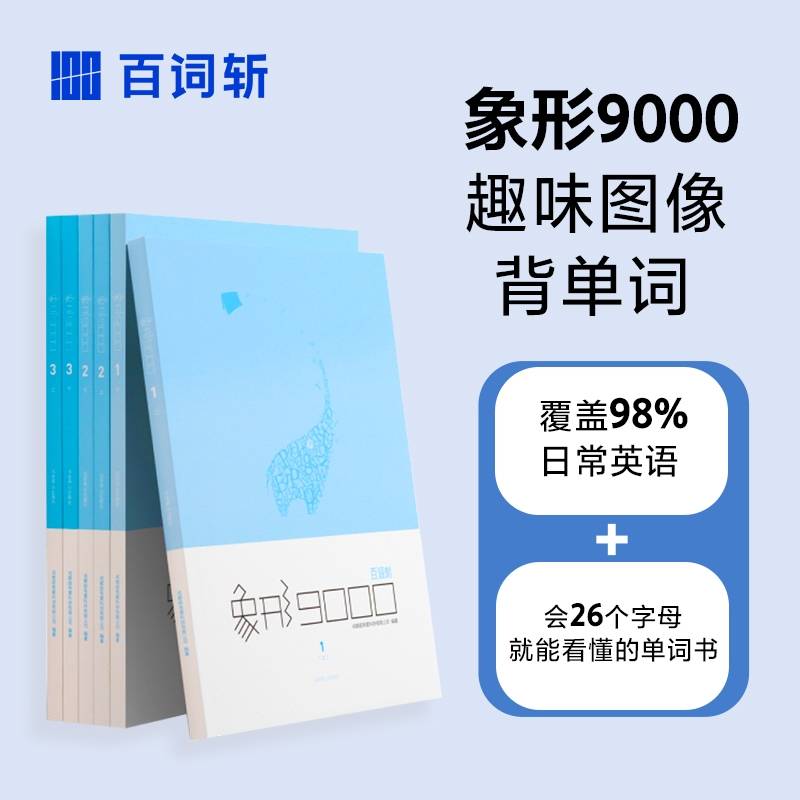 百词斩
象形9000
趣味图像
背单词
覆盖98%
日常英语
+
会26个字母
就能看懂的单词书
3
3
2
2
1
1
百词斩
象形9000
1